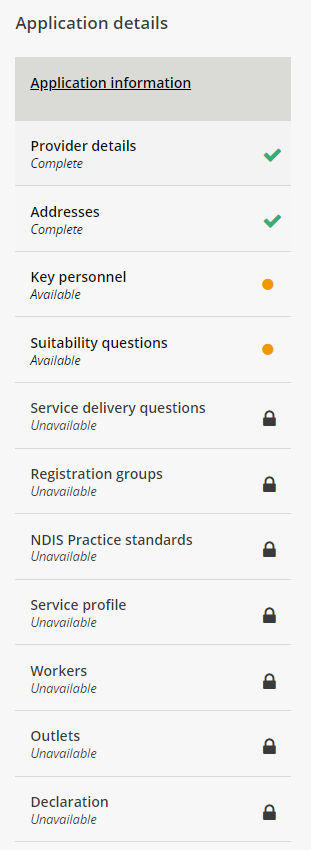 Application details
Application information
Provider details
Complete
Addresses
Complete
Key personnel
Available
Suitability questions
Available
Service delivery questions
Unavailable
Registration groups
Unavailable
NDIS Practice standards
Unavailable
Service profile
Unavailable
Workers
Unavailable
Outlets
Unavailable
Declaration
Unavailable